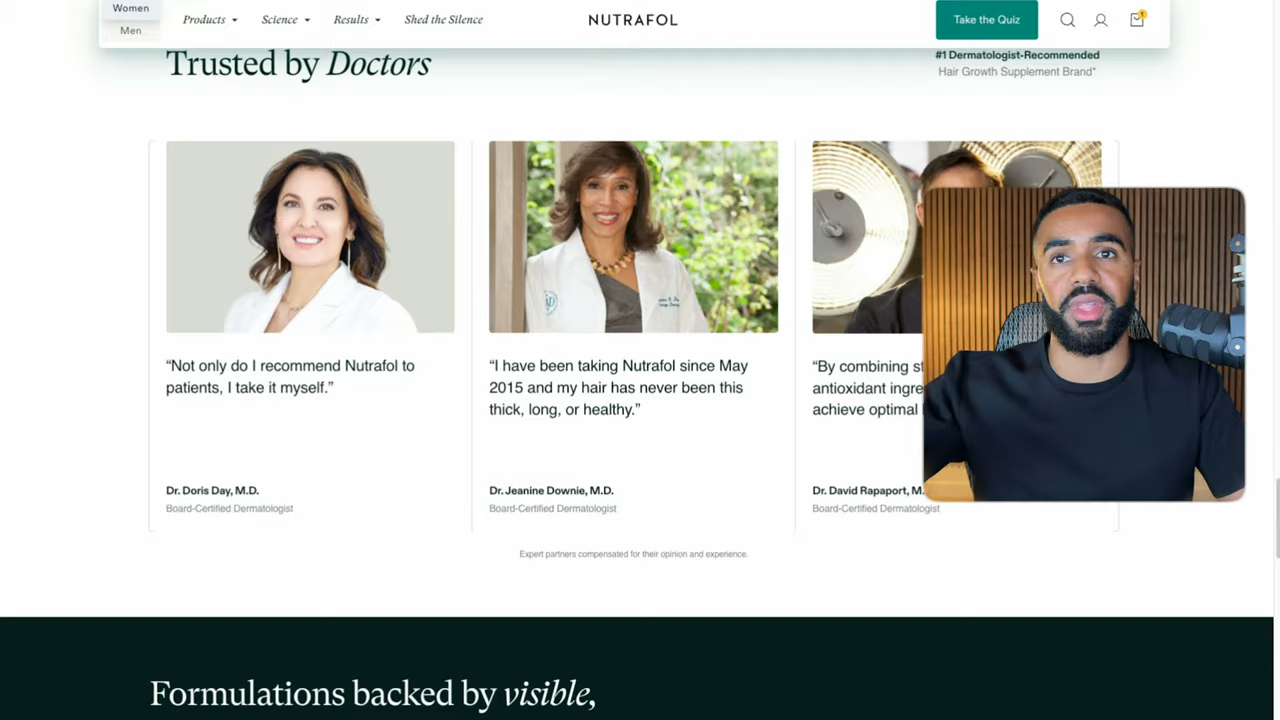 Women
Men
Products
Science
Results
Shed the Silence
NUTRAFOL
Take the Quiz
1
Trusted by Doctors
#1 Dermatologist-Recommended
Hair Growth Supplement Brand*
“Not only do I recommend Nutrafol to
patients, I take it myself.”
Dr. Doris Day, M.D.
Board-Certified Dermatologist
“I have been taking Nutrafol since May
2015 and my hair has never been this
thick, long, or healthy.”
Dr. Jeanine Downie, M.D.
Board-Certified Dermatologist
“By combining
antioxidant
achieve optimal
Dr. David Rapaport,
Board-Certified Dermatologist
Expert partners compensated for their opinion and experience.
Formulations backed by visible,